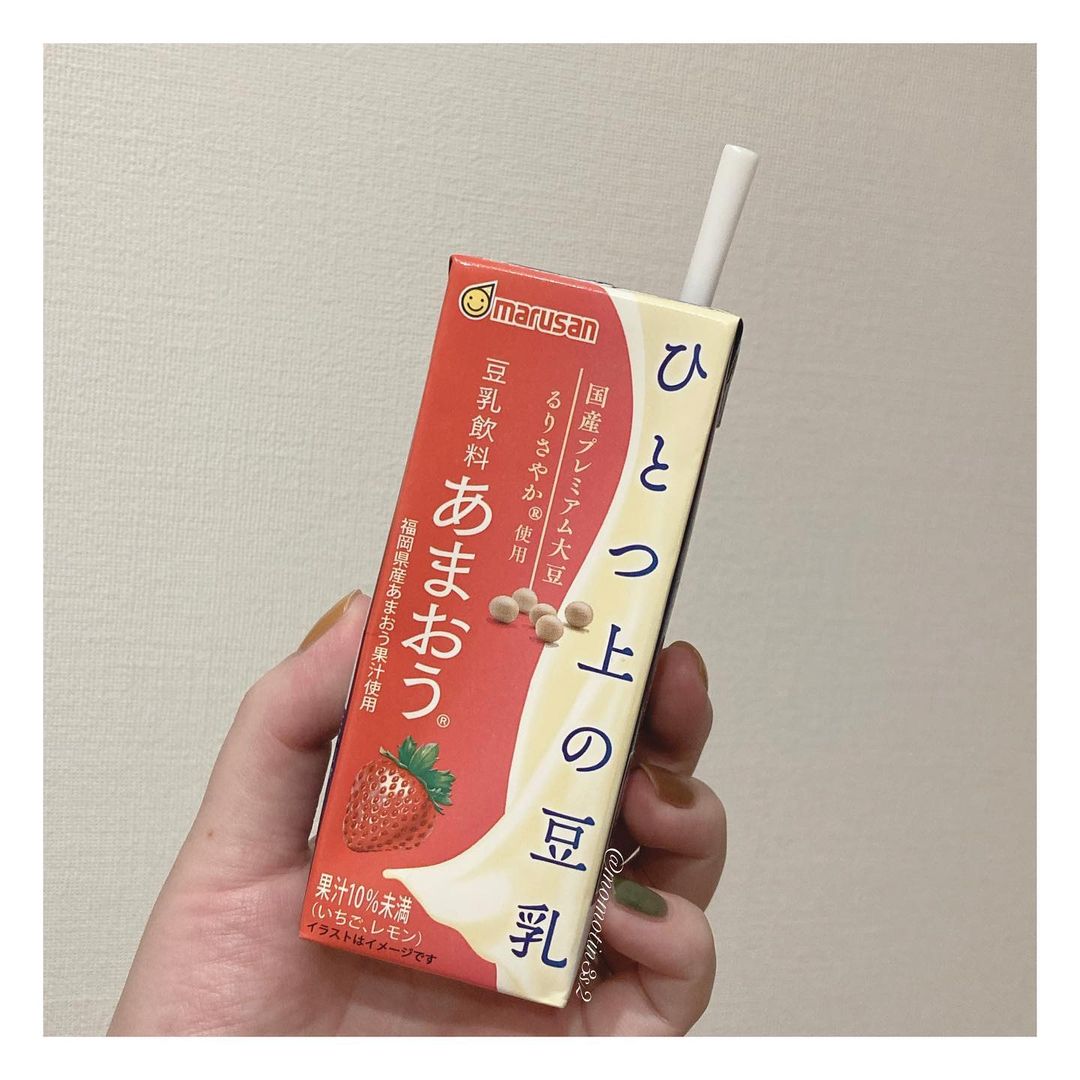 marusan
ひとつ上の豆乳
国産プレミアム大豆
るりさやか®使用
豆乳飲料
あまおう®
福岡県産あまおう果汁使用
果汁10%未満
(いちご、レモン)
イラストはイメージです